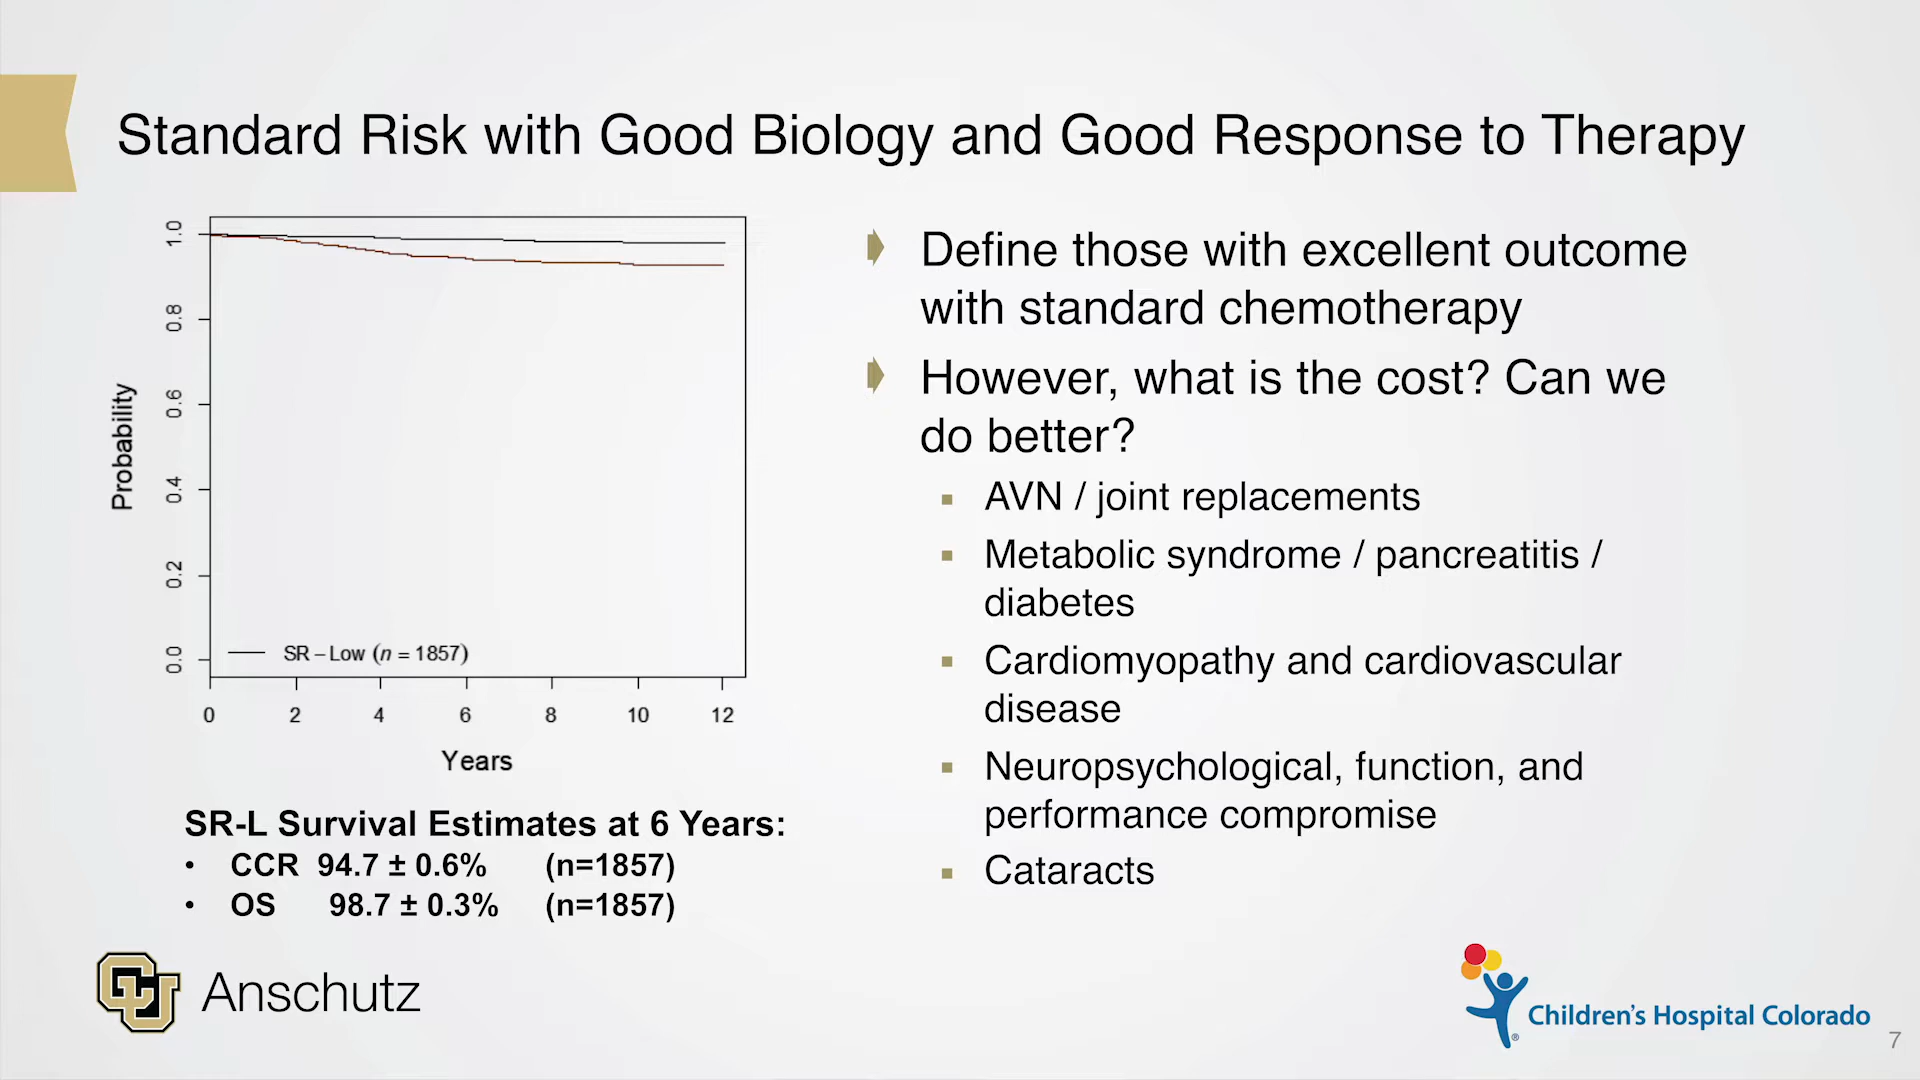 Standard Risk with Good Biology and Good Response to Therapy
1.0
0.8
0.6
0.4
0.2
0.0
Probability
SR–Low (n = 1857)
0 2 4 6 8 10 12
Years
SR-L Survival Estimates at 6 Years:
• CCR 94.7 ± 0.6% (n=1857)
• OS 98.7 ± 0.3% (n=1857)
Define those with excellent outcome
with standard chemotherapy
However, what is the cost? Can we
do better?
▪ AVN / joint replacements
▪ Metabolic syndrome / pancreatitis /
diabetes
▪ Cardiomyopathy and cardiovascular
disease
▪ Neuropsychological, function, and
performance compromise
▪ Cataracts
CU Anschutz
Children's Hospital Colorado
®
7